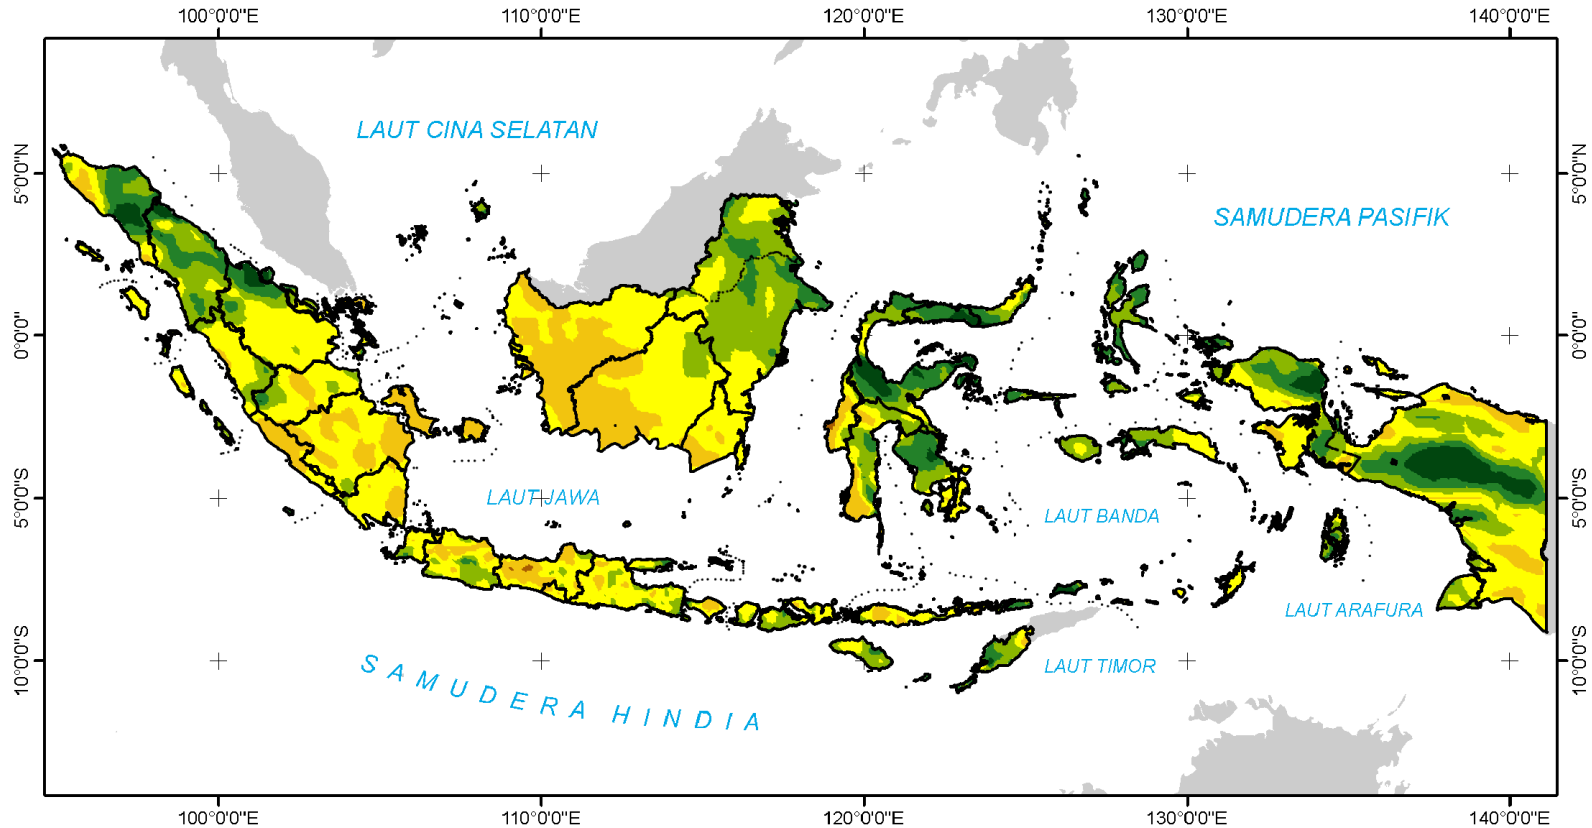 100°0'0"E 110°0'0"E 120°0'0"E 130°0'0"E 140°0'0"E
LAUT CINA SELATAN
5°0'0"N 5°0'0"N
SAMUDERA PASIFIK
0°0'0" 0°0'0"
LAUT JAWA
5°0'0"S 5°0'0"S
LAUT BANDA
LAUT ARAFURA
10°0'0"S 10°0'0"S
LAUT TIMOR
SAMUDERA HINDIA
100°0'0"E 110°0'0"E 120°0'0"E 130°0'0"E 140°0'0"E